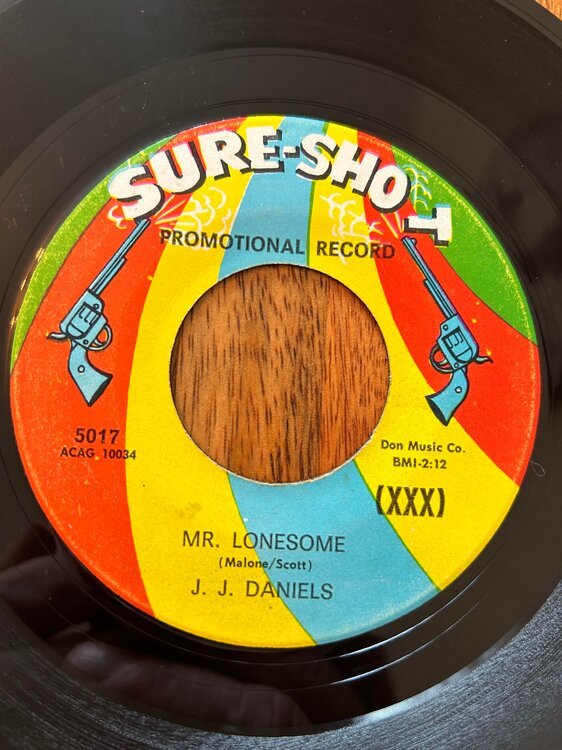 SURE-SHOT
PROMOTIONAL RECORD
5017
ACAG 10034
Don Music Co.
BMI-2:12
(XXX)
MR. LONESOME
(Malone/Scott)
J. J. DANIELS